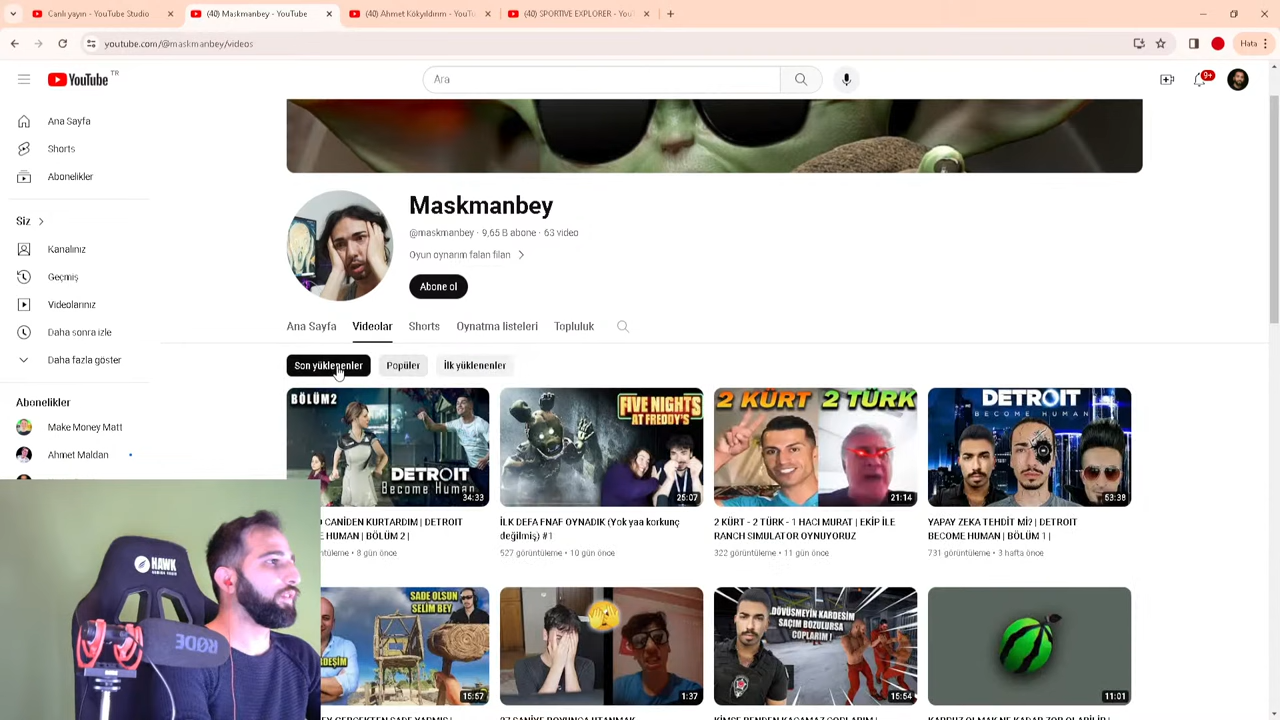 Canlı yayın - YouTube Studio
(40) Maskmanbey - YouTube
(40) Ahmet Kökyıldırım - YouTu
(40) SPORTIVE EXPLORER - You
youtube.com/@maskmanbey/videos
Hata
YouTube TR
Ara
9+
Ana Sayfa
Shorts
Abonelikler
Siz
Kanalınız
Geçmiş
Videolarınız
Daha sonra izle
Daha fazla göster
Abonelikler
Make Money Matt
Ahmet Maldan
Maskmanbey
@maskmanbey · 9,65 B abone · 63 video
Oyun oynarım falan filan
Abone ol
Ana Sayfa Videolar Shorts Oynatma listeleri Topluluk
Son yüklenenler Popüler İlk yüklenenler
BÖLÜM2
DETROIT
Become Human
34:33
FIVE NIGHTS
AT FREDDY'S
25:07
2 KÜRT 2 TÜRK
21:14
DETROIT
BECOME HUMAN
53:38
CANİDEN KURTARDIM | DETROIT
HUMAN | BÖLÜM 2 |
8 gün önce
İLK DEFA FNAF OYNADIK (Yok yaa korkunç
değilmiş) #1
527 görüntüleme · 10 gün önce
2 KÜRT - 2 TÜRK - 1 HACI MURAT | EKİP İLE
RANCH SIMULATOR OYNUYORUZ
322 görüntüleme · 11 gün önce
YAPAY ZEKA TEHDİT Mİ? | DETROIT
BECOME HUMAN | BÖLÜM 1 |
731 görüntüleme · 3 hafta önce
SADE OLSUN
SELİM BEY
15:57
1:37
DÖVÜŞMEYİN KARDEŞİM
SAÇIM BOZULURSA
COPLARIM !
15:54
11:01
HAWK
RØDE